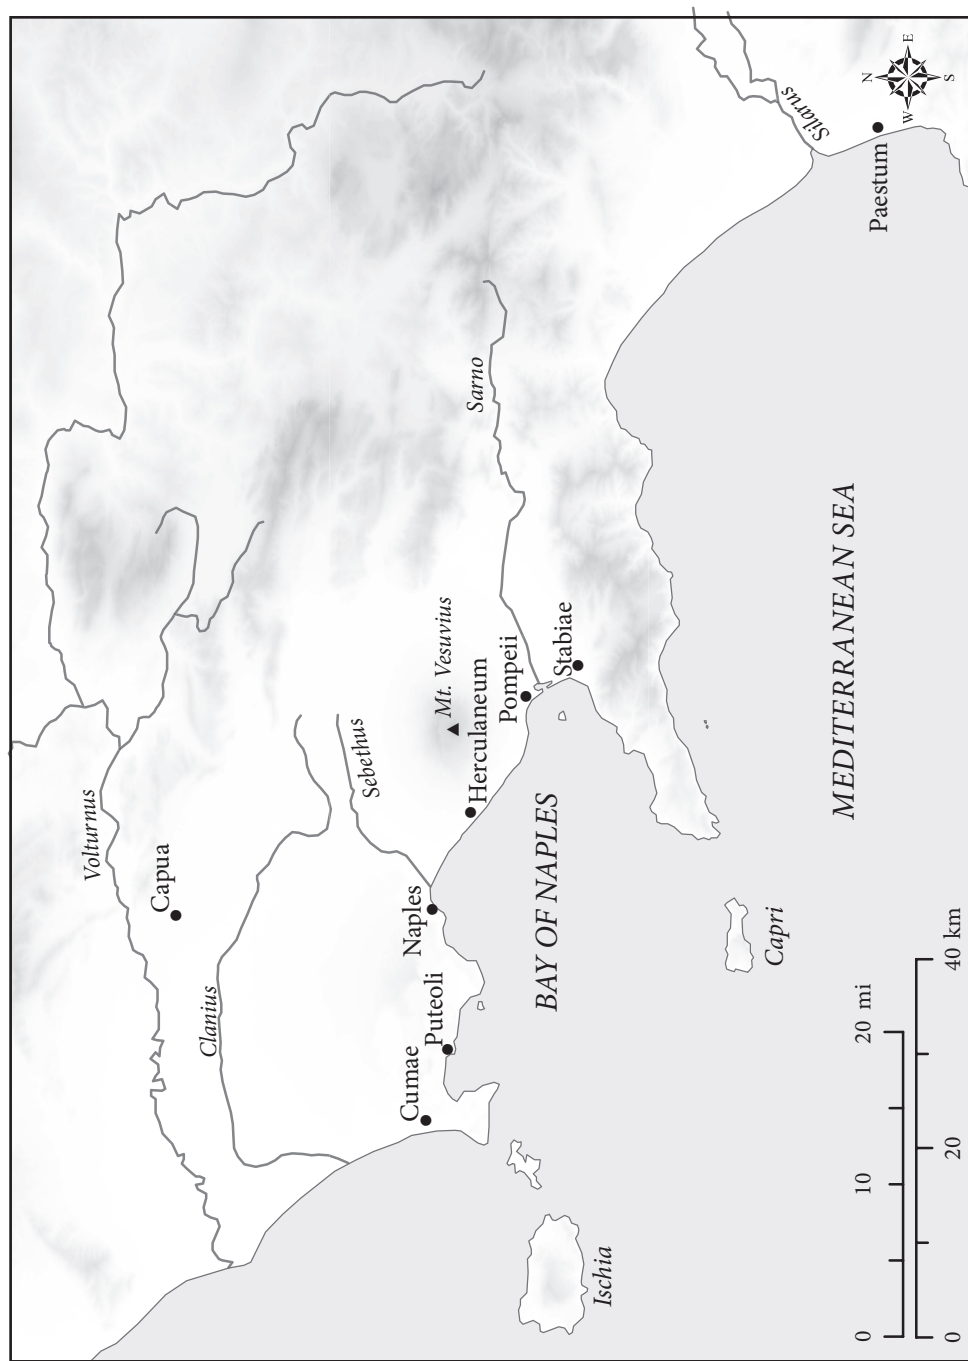 Volturnus
Capua
Clanius
Sebethus
Mt. Vesuvius
Herculaneum
Pompeii
Stabiae
Sarno
Naples
Puteoli
Cumae
BAY OF NAPLES
Ischia
Capri
MEDITERRANEAN SEA
Silarus
Paestum
N
E
S
W
0 10 20 mi
0 20 40 km